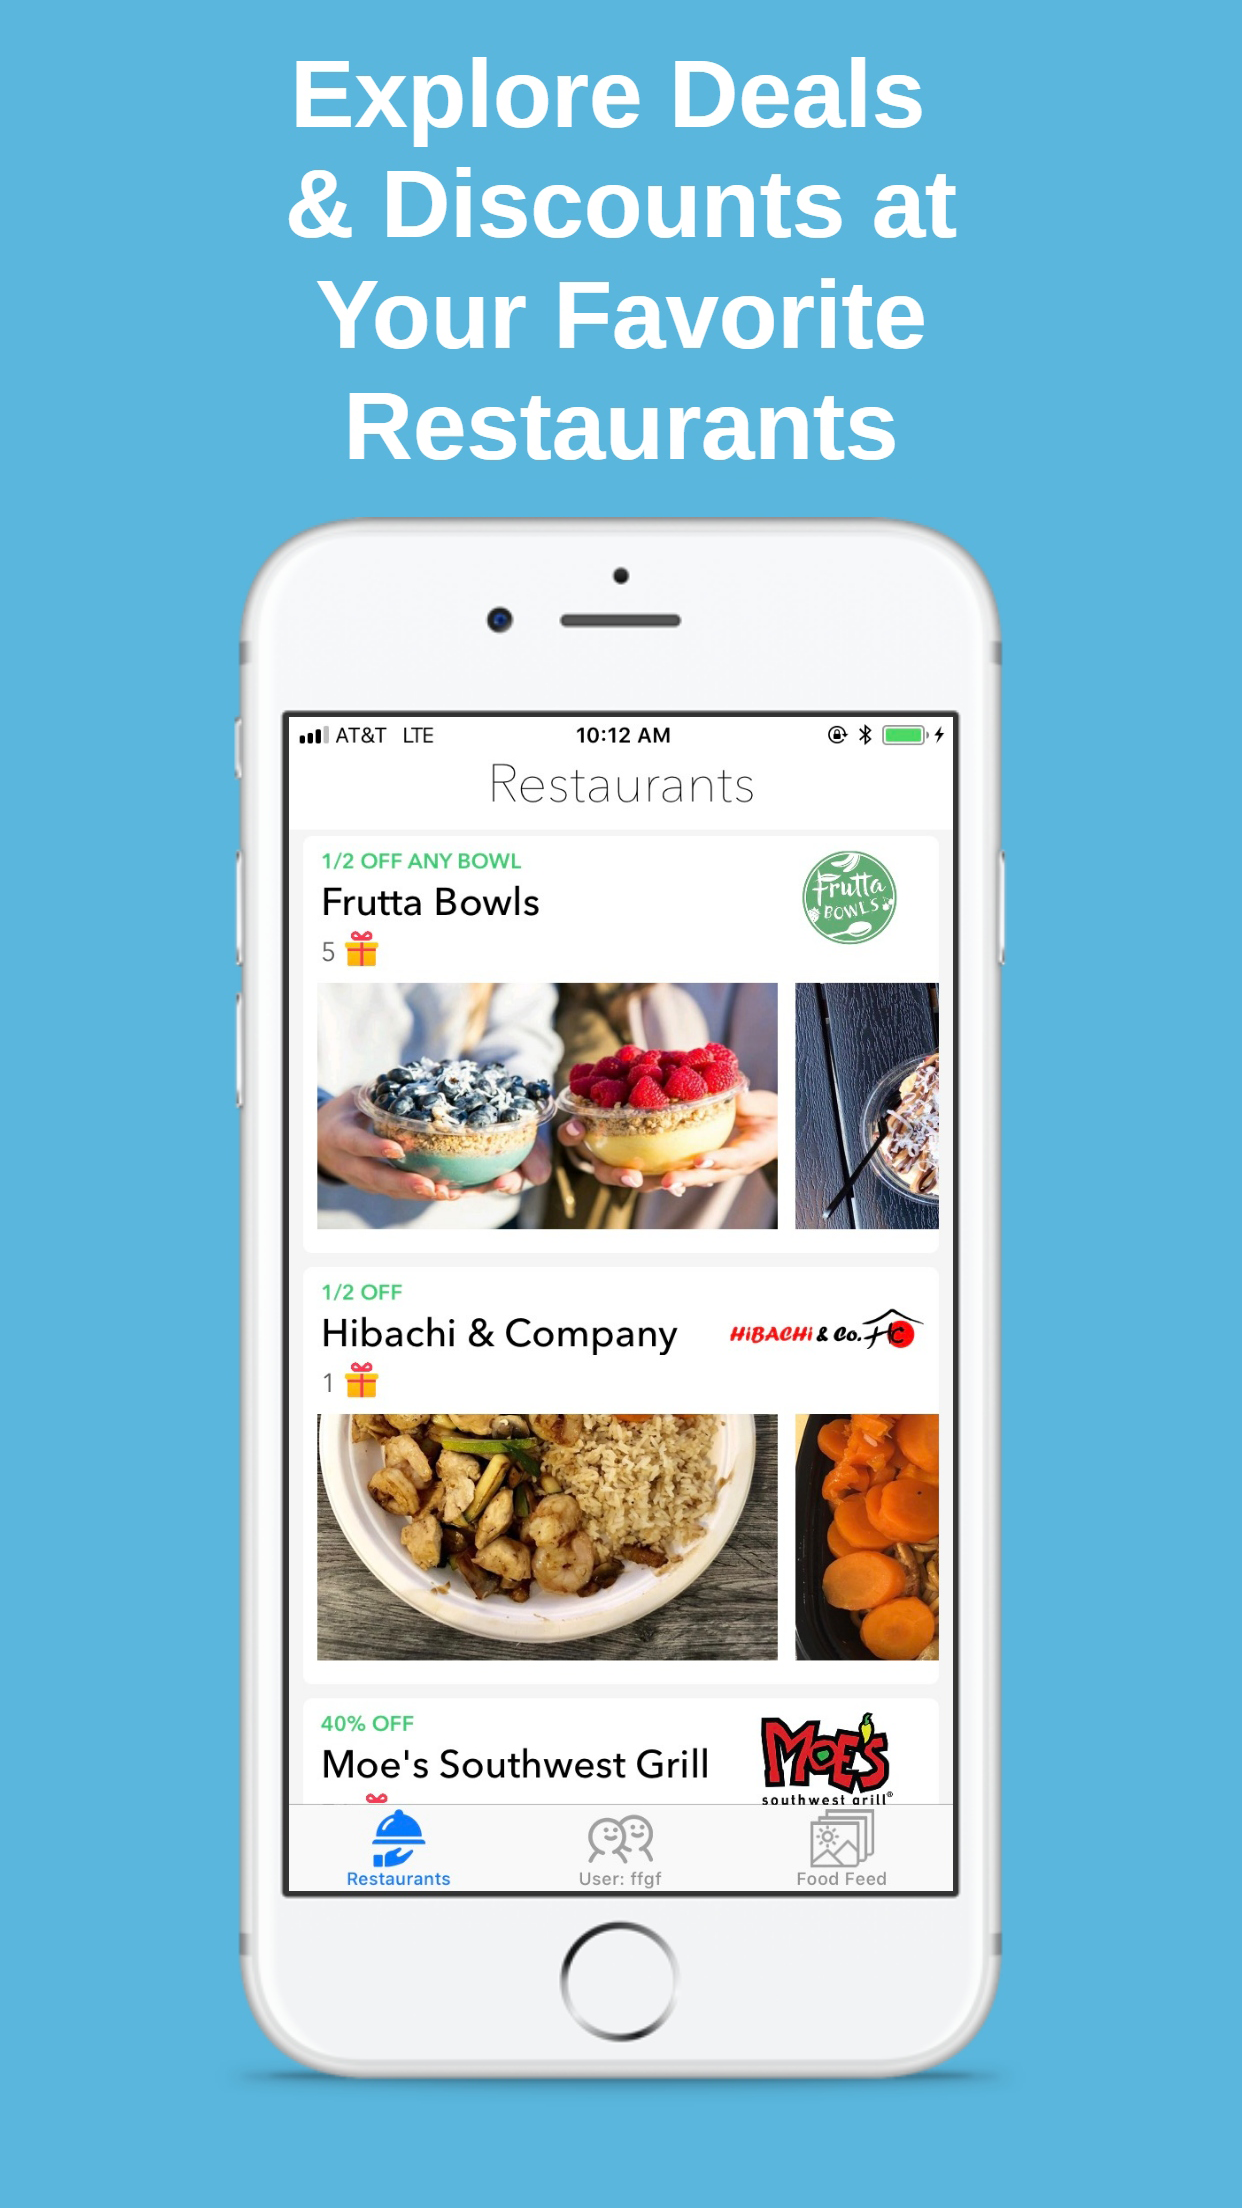 Explore Deals
& Discounts at
Your Favorite
Restaurants
AT&T LTE 10:12 AM
Restaurants
1/2 OFF ANY BOWL
Frutta Bowls
Frutta
BOWLS
5
1/2 OFF
Hibachi & Company
HiBACHi & Co. HC
1
40% OFF
Moe's Southwest Grill
MOE'S
southwest grill®
Restaurants
User: ffgf
Food Feed